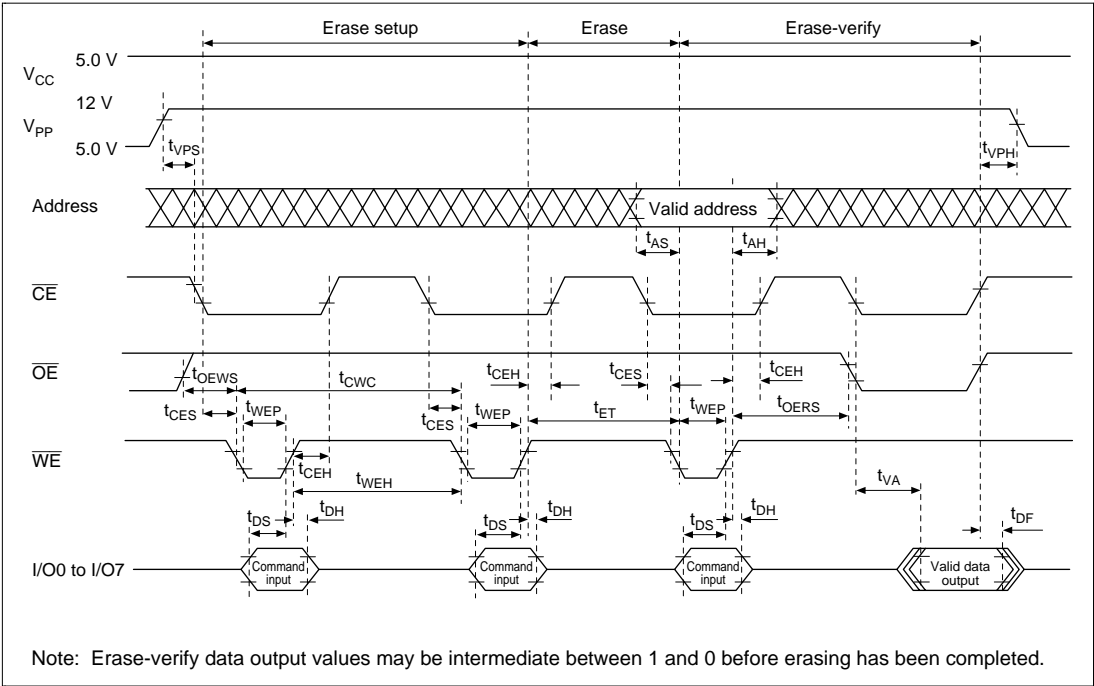 Erase setup
Erase
Erase-verify
5.0 V
VCC
12 V
VPP
5.0 V
tVPS
tVPH
Address
Valid address
tAS
tAH
CE
OE
tOEWS
tCWC
tCEH
tCES
tCEH
tCES
tWEP
tCES
tWEP
tET
tWEP
tOERS
WE
tCEH
tWEH
tVA
tDS
tDH
tDS
tDH
tDS
tDH
tDF
I/O0 to I/O7
Command
input
Command
input
Command
input
Valid data
output
Note: Erase-verify data output values may be intermediate between 1 and 0 before erasing has been completed.